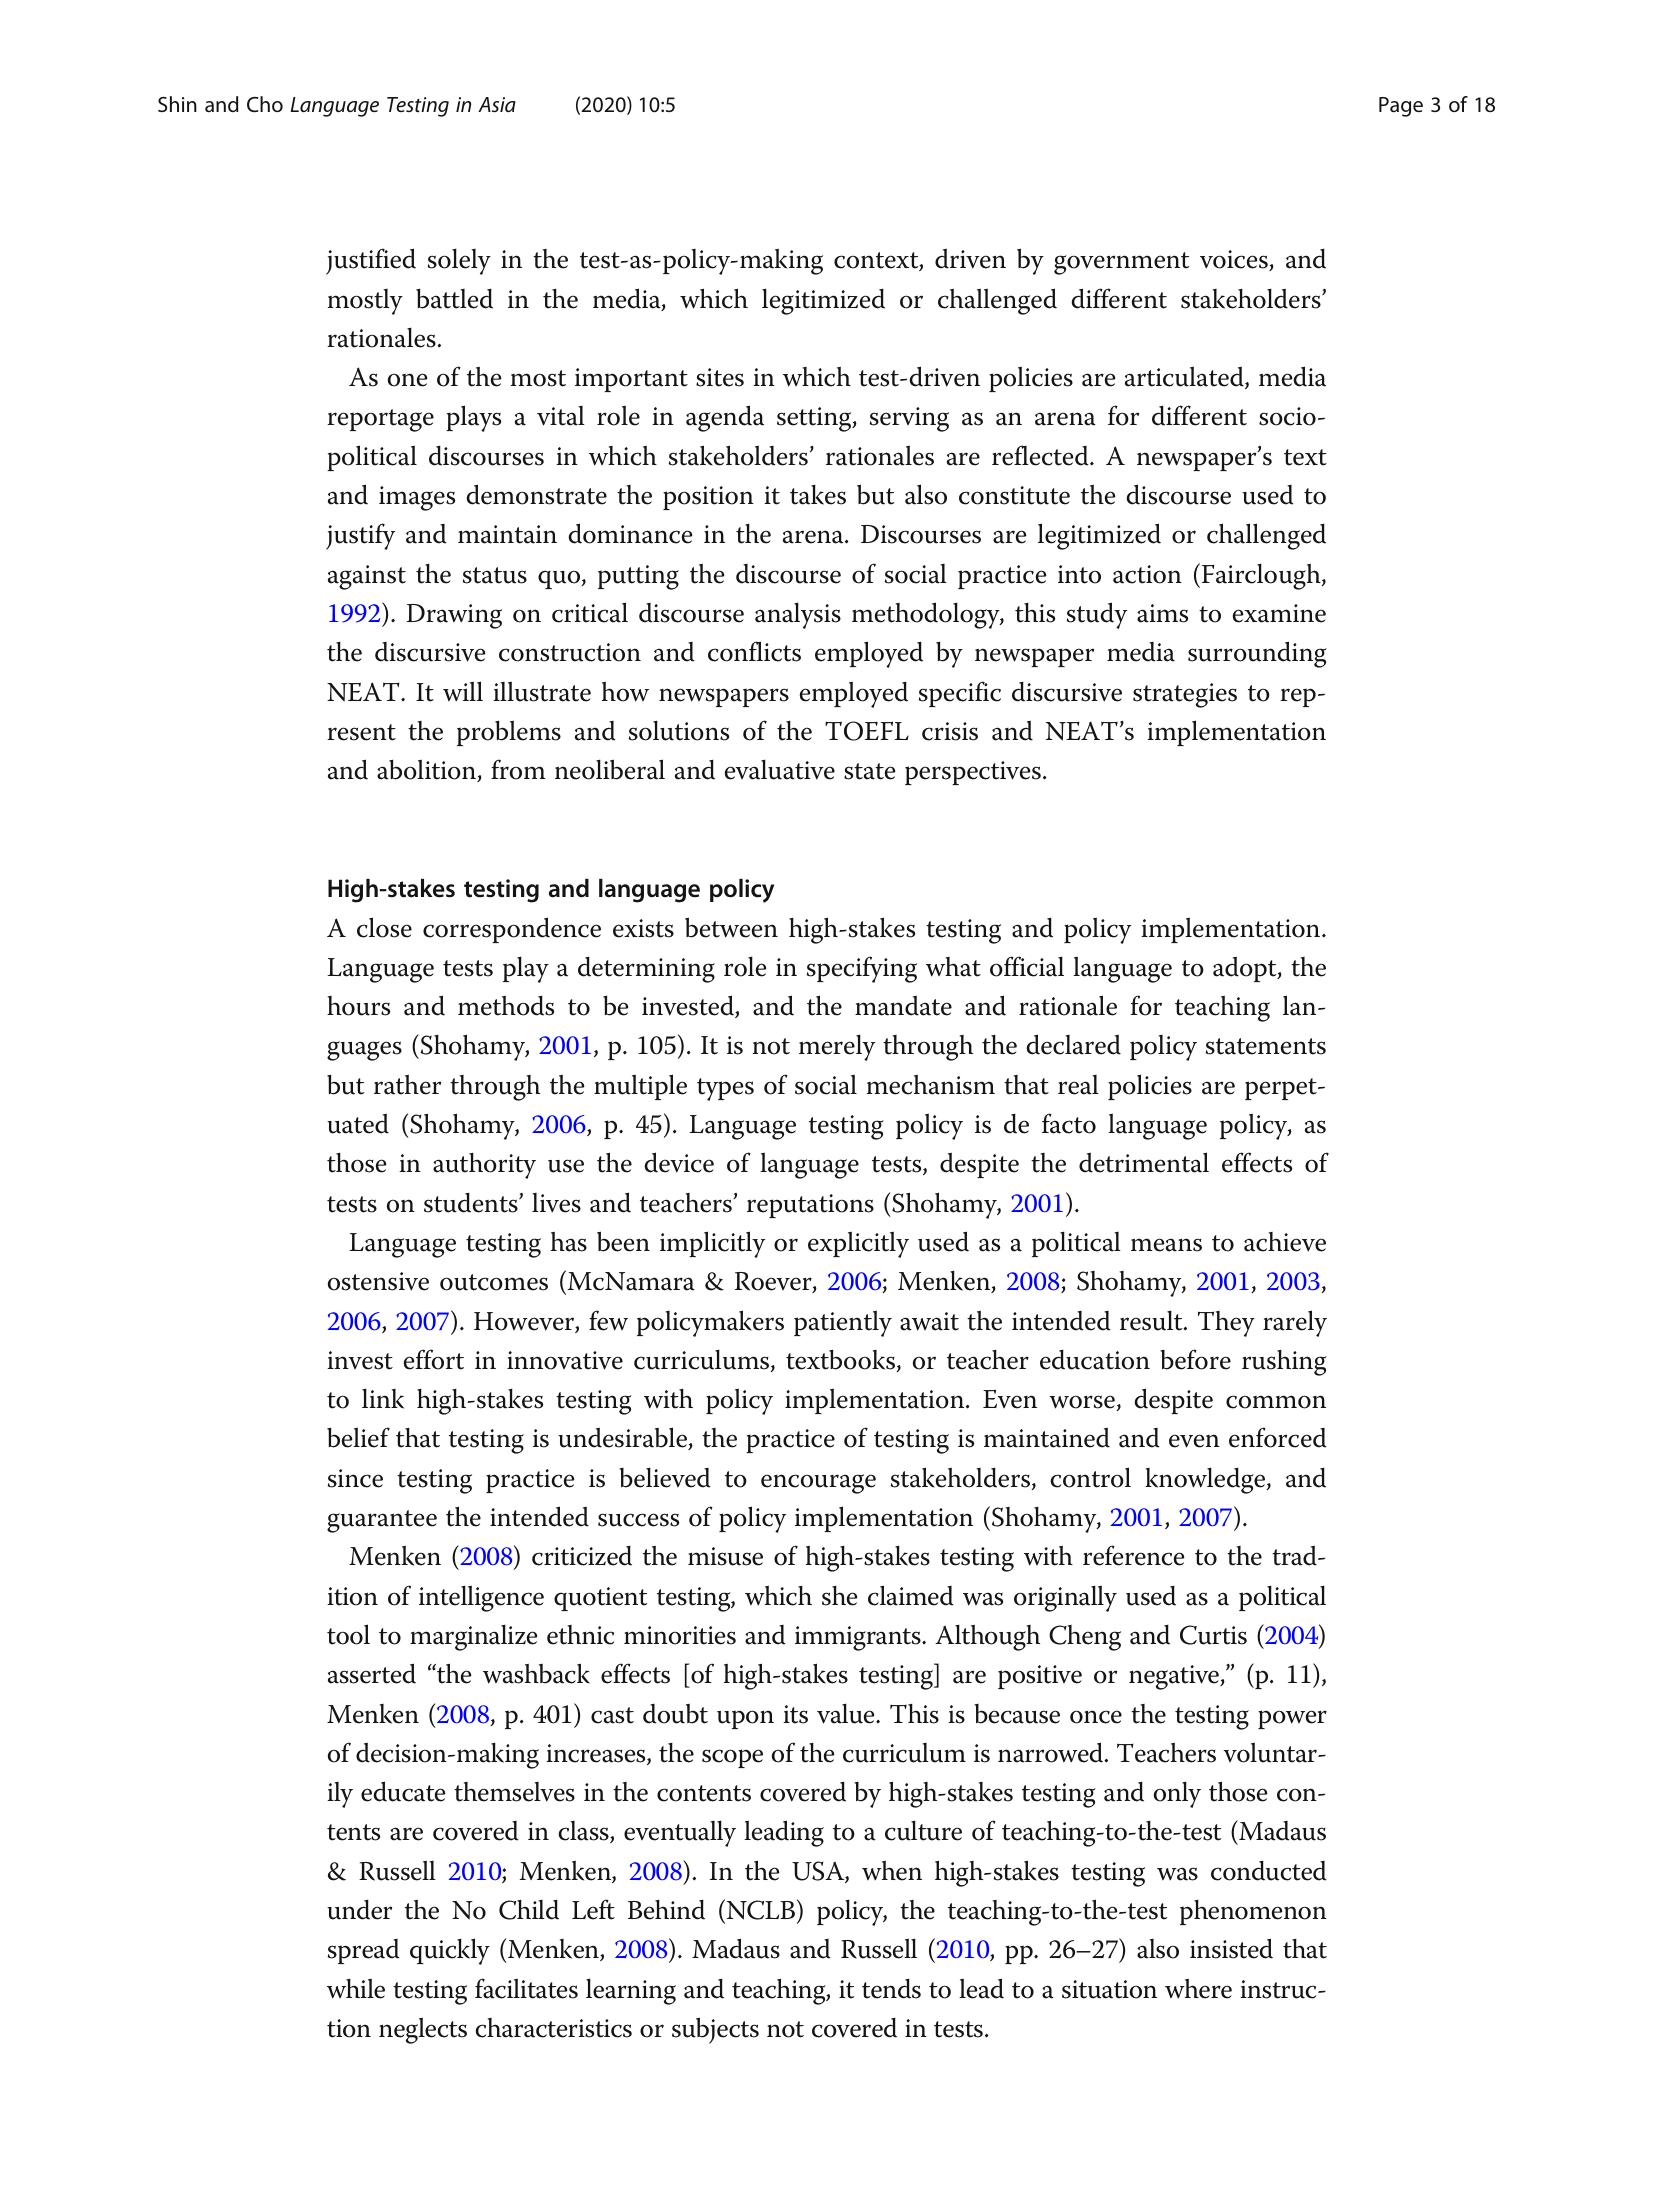 Shin and Cho Language Testing in Asia (2020) 10:5 Page 3 of 18
justified solely in the test-as-policy-making context, driven by government voices, and
mostly battled in the media, which legitimized or challenged different stakeholders’
rationales.
As one of the most important sites in which test-driven policies are articulated, media
reportage plays a vital role in agenda setting, serving as an arena for different socio-
political discourses in which stakeholders’ rationales are reflected. A newspaper’s text
and images demonstrate the position it takes but also constitute the discourse used to
justify and maintain dominance in the arena. Discourses are legitimized or challenged
against the status quo, putting the discourse of social practice into action (Fairclough,
1992). Drawing on critical discourse analysis methodology, this study aims to examine
the discursive construction and conflicts employed by newspaper media surrounding
NEAT. It will illustrate how newspapers employed specific discursive strategies to rep-
resent the problems and solutions of the TOEFL crisis and NEAT’s implementation
and abolition, from neoliberal and evaluative state perspectives.
High-stakes testing and language policy
A close correspondence exists between high-stakes testing and policy implementation.
Language tests play a determining role in specifying what official language to adopt, the
hours and methods to be invested, and the mandate and rationale for teaching lan-
guages (Shohamy, 2001, p. 105). It is not merely through the declared policy statements
but rather through the multiple types of social mechanism that real policies are perpet-
uated (Shohamy, 2006, p. 45). Language testing policy is de facto language policy, as
those in authority use the device of language tests, despite the detrimental effects of
tests on students’ lives and teachers’ reputations (Shohamy, 2001).
Language testing has been implicitly or explicitly used as a political means to achieve
ostensive outcomes (McNamara & Roever, 2006; Menken, 2008; Shohamy, 2001, 2003,
2006, 2007). However, few policymakers patiently await the intended result. They rarely
invest effort in innovative curriculums, textbooks, or teacher education before rushing
to link high-stakes testing with policy implementation. Even worse, despite common
belief that testing is undesirable, the practice of testing is maintained and even enforced
since testing practice is believed to encourage stakeholders, control knowledge, and
guarantee the intended success of policy implementation (Shohamy, 2001, 2007).
Menken (2008) criticized the misuse of high-stakes testing with reference to the trad-
ition of intelligence quotient testing, which she claimed was originally used as a political
tool to marginalize ethnic minorities and immigrants. Although Cheng and Curtis (2004)
asserted “the washback effects [of high-stakes testing] are positive or negative,” (p. 11),
Menken (2008, p. 401) cast doubt upon its value. This is because once the testing power
of decision-making increases, the scope of the curriculum is narrowed. Teachers voluntar-
ily educate themselves in the contents covered by high-stakes testing and only those con-
tents are covered in class, eventually leading to a culture of teaching-to-the-test (Madaus
& Russell 2010; Menken, 2008). In the USA, when high-stakes testing was conducted
under the No Child Left Behind (NCLB) policy, the teaching-to-the-test phenomenon
spread quickly (Menken, 2008). Madaus and Russell (2010, pp. 26–27) also insisted that
while testing facilitates learning and teaching, it tends to lead to a situation where instruc-
tion neglects characteristics or subjects not covered in tests.